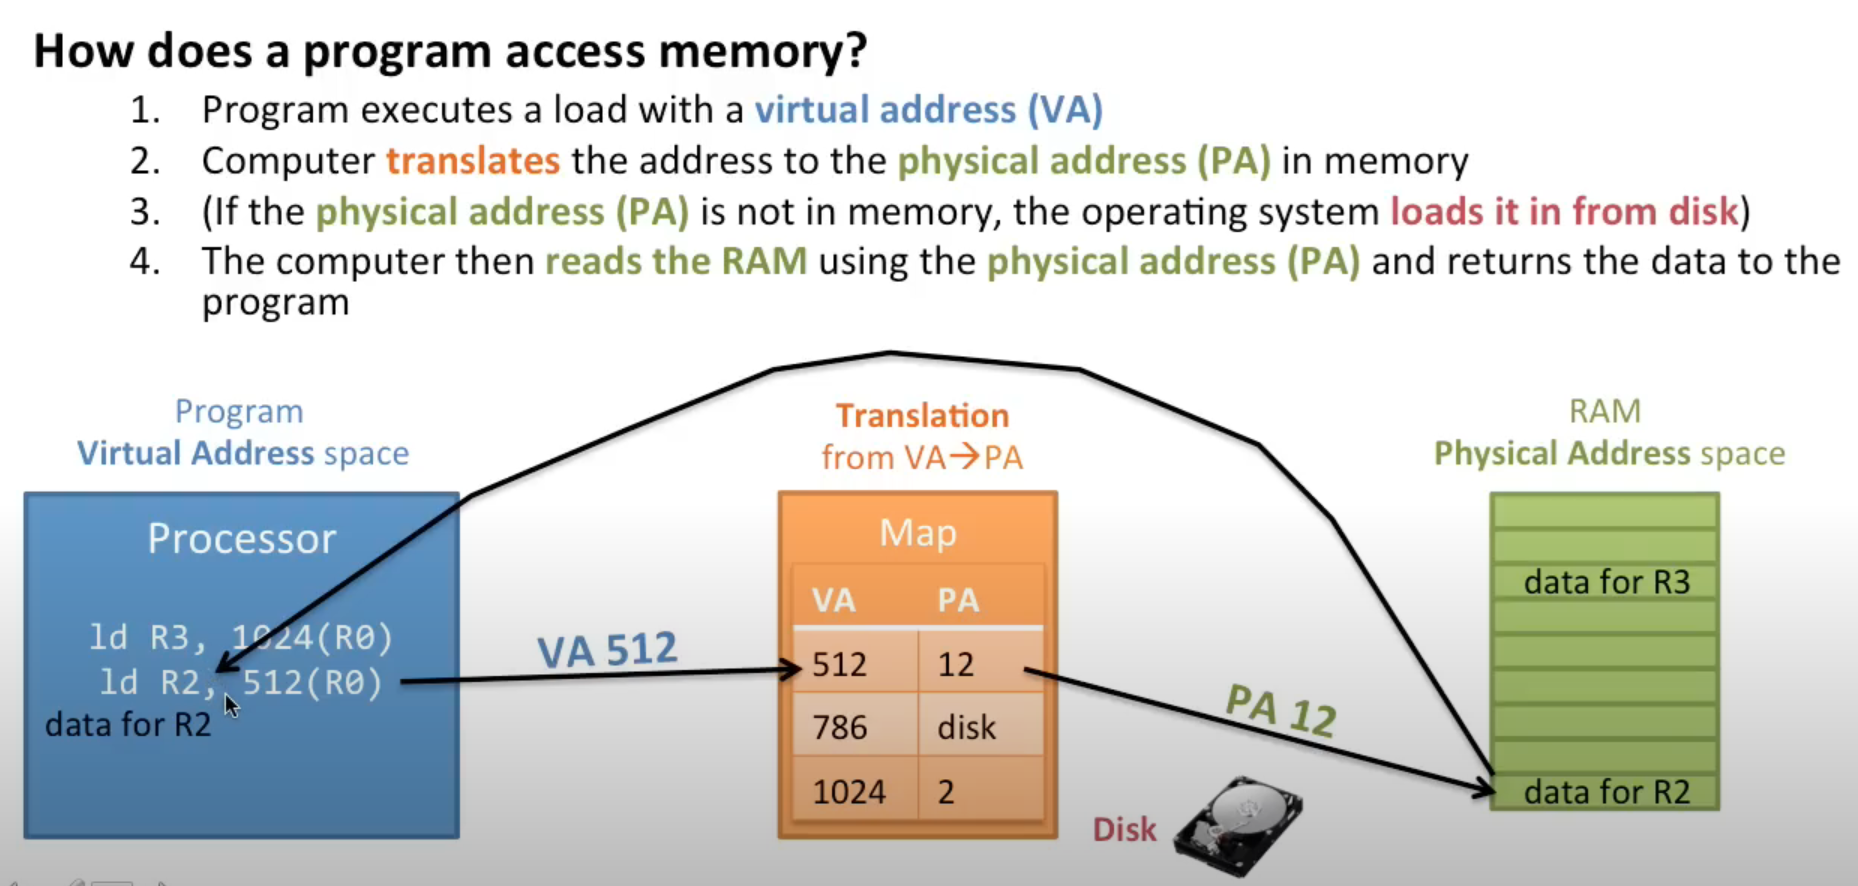 How does a program access memory?
1. Program executes a load with a virtual address (VA)
2. Computer translates the address to the physical address (PA) in memory
3. (If the physical address (PA) is not in memory, the operating system loads it in from disk)
4. The computer then reads the RAM using the physical address (PA) and returns the data to the
program
Program
Virtual Address space
Processor
ld R3, 1024(R0)
ld R2, 512(R0)
data for R2
VA 512
Translation
from VA→PA
Map
VA PA
512 12
786 disk
1024 2
PA 12
Disk
RAM
Physical Address space
data for R3
data for R2